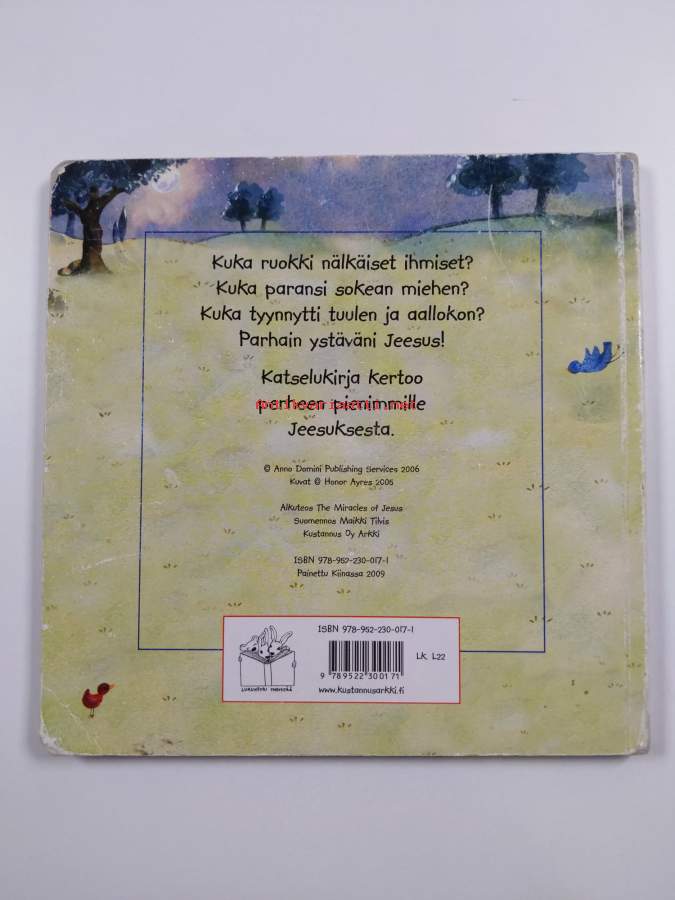 Kuka ruokki nälkäiset ihmiset?
Kuka paransi sokean miehen?
Kuka tyynnytti tuulen ja aallokon?
Parhain ystäväni Jeesus!
Katselukirja kertoo
perheen pienimmille
Jeesuksesta.
© Anno Domini Publishing Services 2006
Kuvat @ Honor Ayres 2006
Alkuteos The Miracles of Jesus
Suomennos Maikki Tilvis
Kustannus Oy Arkki
ISBN 978-952-230-017-1
Painettu Kiinassa 2009
ISBN 978-952-230-017-1
Lk. L22
9 789522 300171
www.kustannusarkki.fi